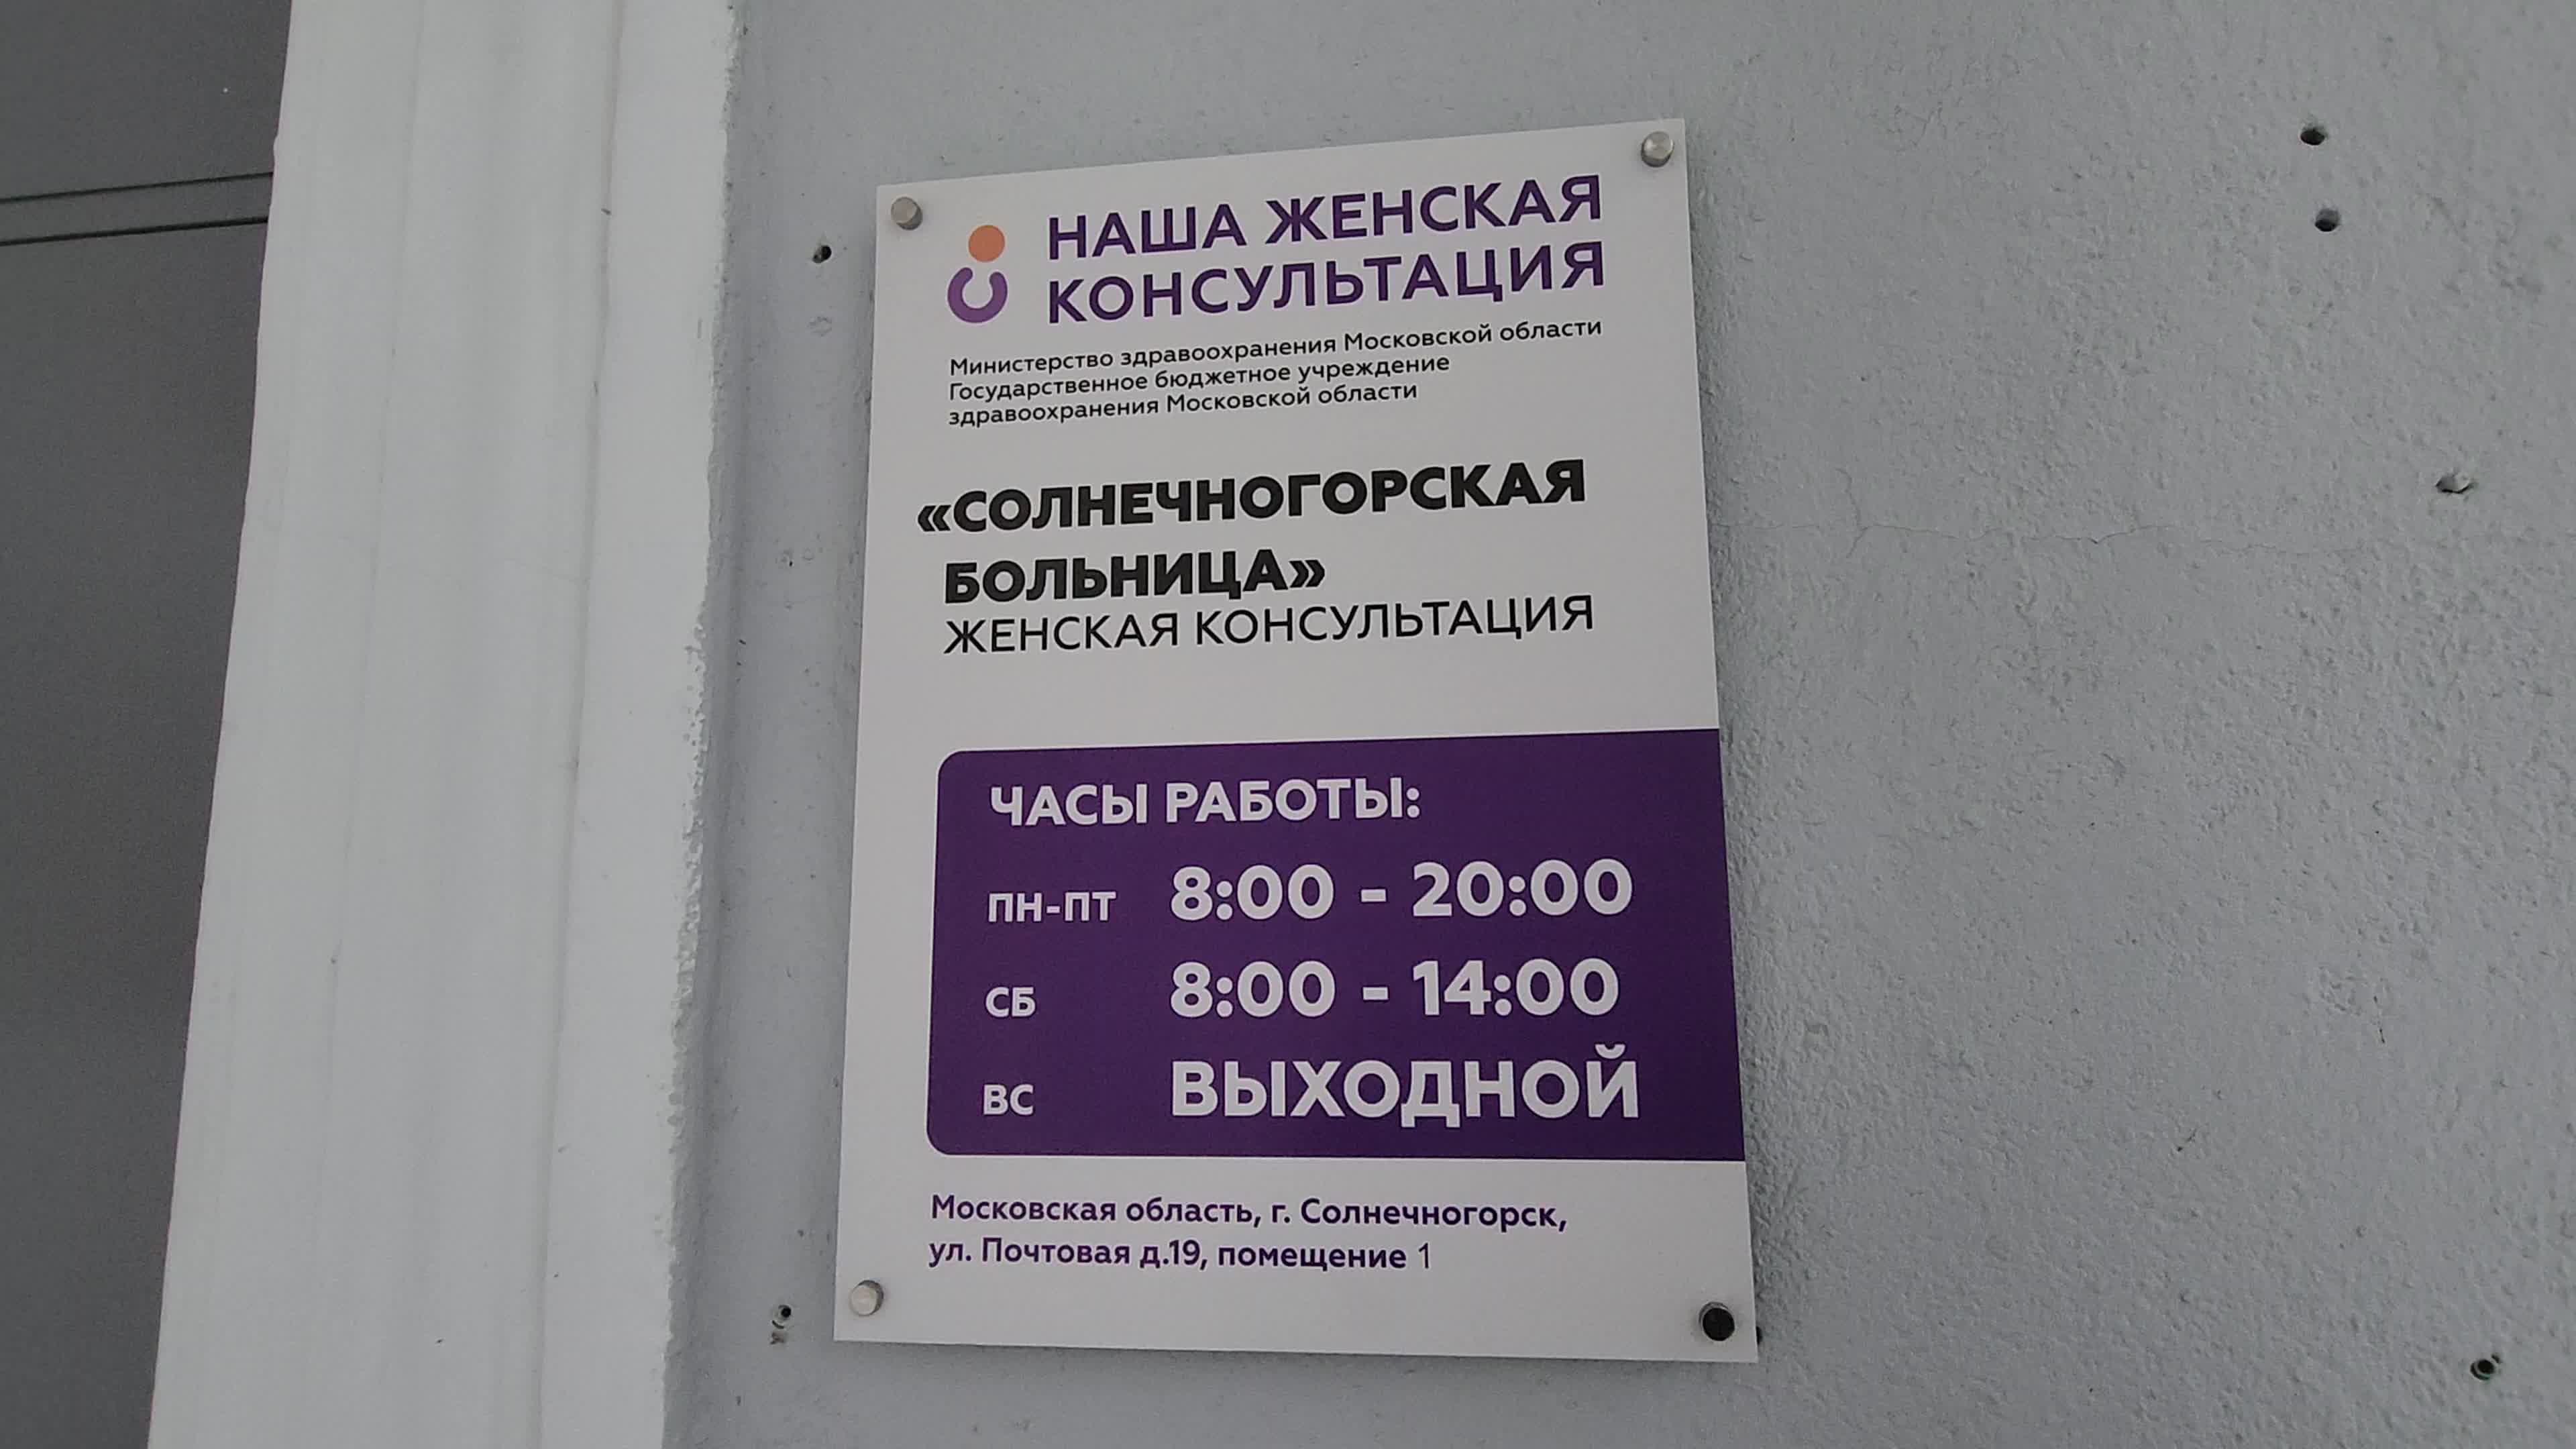 НАША ЖЕНСКАЯ
КОНСУЛЬТАЦИЯ
Министерство здравоохранения Московской области
Государственное бюджетное учреждение
здравоохранения Московской области
«СОЛНЕЧНОГОРСКАЯ
БОЛЬНИЦА»
ЖЕНСКАЯ КОНСУЛЬТАЦИЯ
ЧАСЫ РАБОТЫ:
ПН-ПТ 8:00 - 20:00
СБ 8:00 - 14:00
ВС ВЫХОДНОЙ
Московская область, г. Солнечногорск,
ул. Почтовая д.19, помещение 1